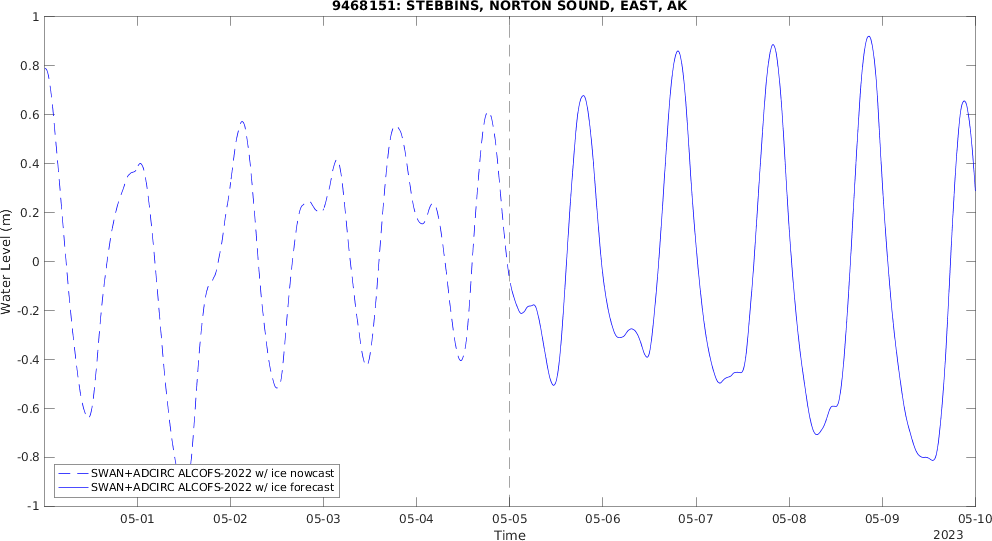 9468151: STEBBINS, NORTON SOUND, EAST, AK
Water Level (m)
1
0.8
0.6
0.4
0.2
0
-0.2
-0.4
-0.6
-0.8
-1
SWAN+ADCIRC ALCOFS-2022 w/ ice nowcast
SWAN+ADCIRC ALCOFS-2022 w/ ice forecast
05-01 05-02 05-03 05-04 05-05 05-06 05-07 05-08 05-09 05-10
Time
2023